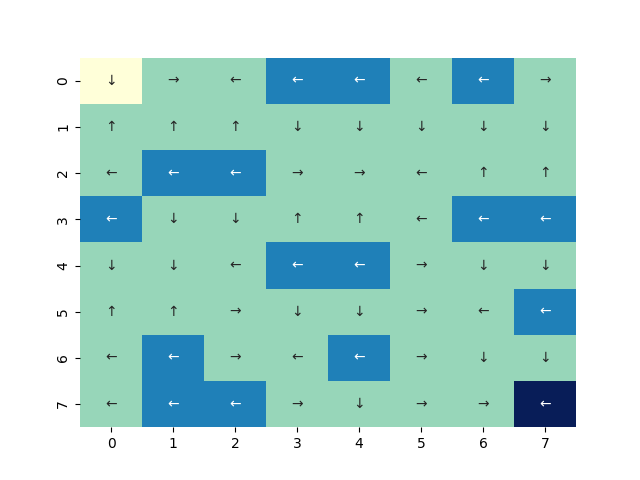 0 ↓ → ← ← ← ← ← →
1 ↑ ↑ ↑ ↓ ↓ ↓ ↓ ↓
2 ← ← ← → → ← ↑ ↑
3 ← ↓ ↓ ↑ ↑ ← ← ←
4 ↓ ↓ ← ← ← → ↓ ↓
5 ↑ ↑ → ↓ ↓ → ← ←
6 ← ← → ← ← → ↓ ↓
7 ← ← ← → ↓ → → ←
0 1 2 3 4 5 6 7